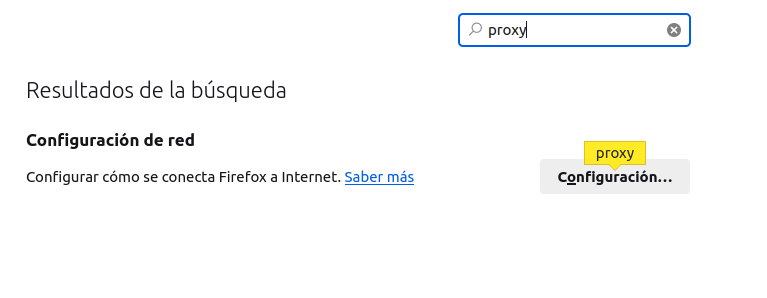 proxy
Resultados de la búsqueda
Configuración de red
proxy
Configurar cómo se conecta Firefox a Internet. Saber más
Configuración...